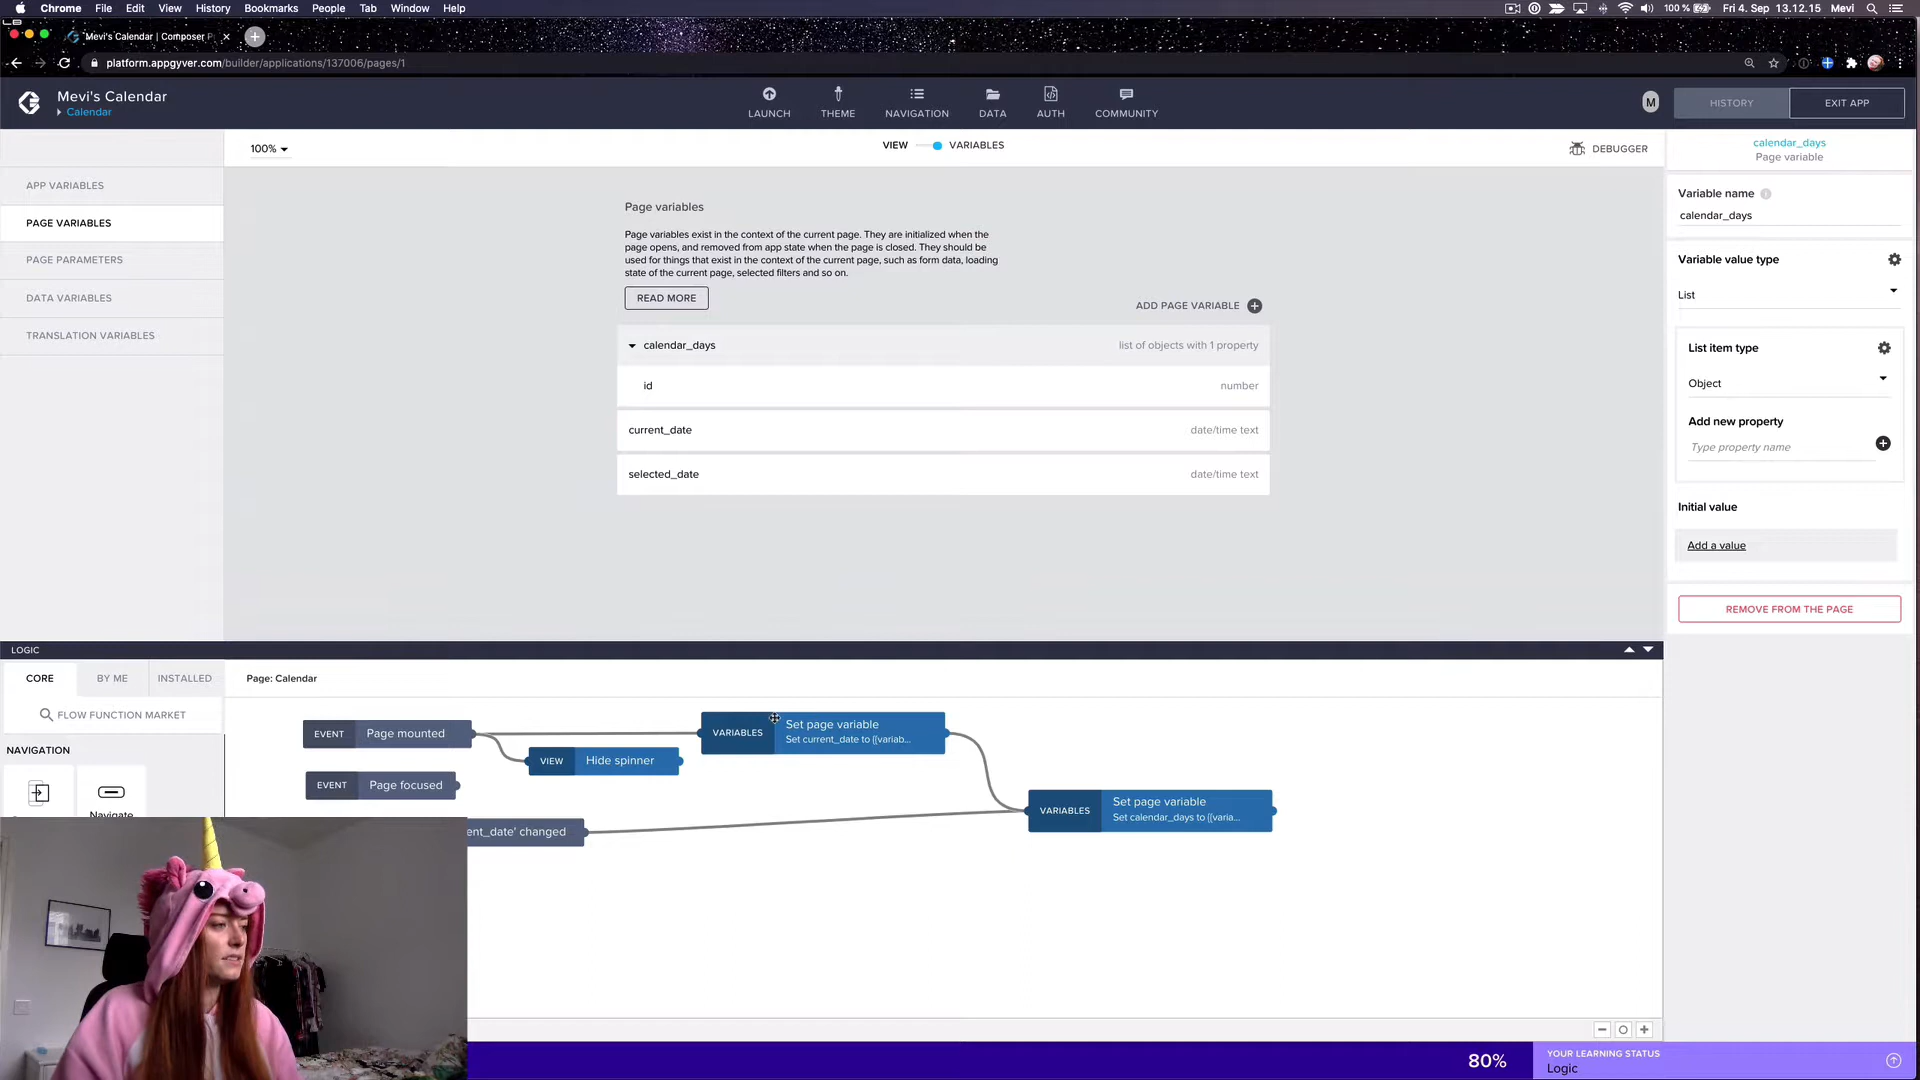 Chrome File Edit View History Bookmarks People Tab Window Help
100 % Fri 4. Sep 13.12.15 Mevi
Mevi's Calendar | Composer P
platform.appgyver.com/builder/applications/137006/pages/1
Mevi's Calendar
Calendar
LAUNCH THEME NAVIGATION DATA AUTH COMMUNITY
M HISTORY EXIT APP
100% VIEW VARIABLES DEBUGGER
APP VARIABLES
PAGE VARIABLES
PAGE PARAMETERS
DATA VARIABLES
TRANSLATION VARIABLES
Page variables
Page variables exist in the context of the current page. They are initialized when the
page opens, and removed from app state when the page is closed. They should be
used for things that exist in the context of the current page, such as form data, loading
state of the current page, selected filters and so on.
READ MORE
ADD PAGE VARIABLE
calendar_days list of objects with 1 property
id number
current_date date/time text
selected_date date/time text
calendar_days
Page variable
Variable name
calendar_days
Variable value type
List
List item type
Object
Add new property
Type property name
Initial value
Add a value
REMOVE FROM THE PAGE
LOGIC
CORE BY ME INSTALLED
Page: Calendar
FLOW FUNCTION MARKET
NAVIGATION
Navigate
EVENT Page mounted
VIEW Hide spinner
EVENT Page focused
ent_date' changed
VARIABLES Set page variable
Set current_date to {{variab...
VARIABLES Set page variable
Set calendar_days to {{varia...
80%
YOUR LEARNING STATUS
Logic